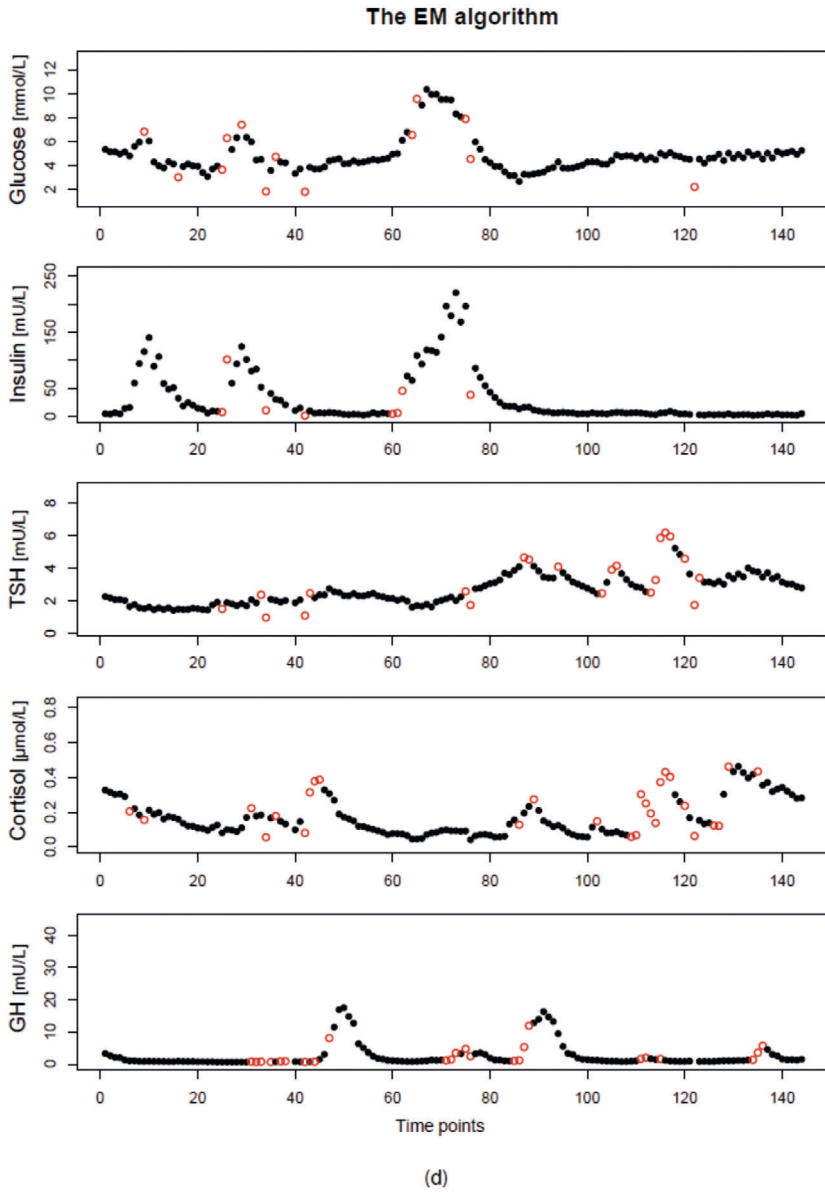 The EM algorithm
Glucose [mmol/L]
12
10
8
6
4
2
0 20 40 60 80 100 120 140
Insulin [mU/L]
250
150
50
0
0 20 40 60 80 100 120 140
TSH [mU/L]
8
6
4
2
0
0 20 40 60 80 100 120 140
Cortisol [µmol/L]
0.8
0.6
0.4
0.2
0.0
0 20 40 60 80 100 120 140
GH [mU/L]
40
30
20
10
0
0 20 40 60 80 100 120 140
Time points
(d)